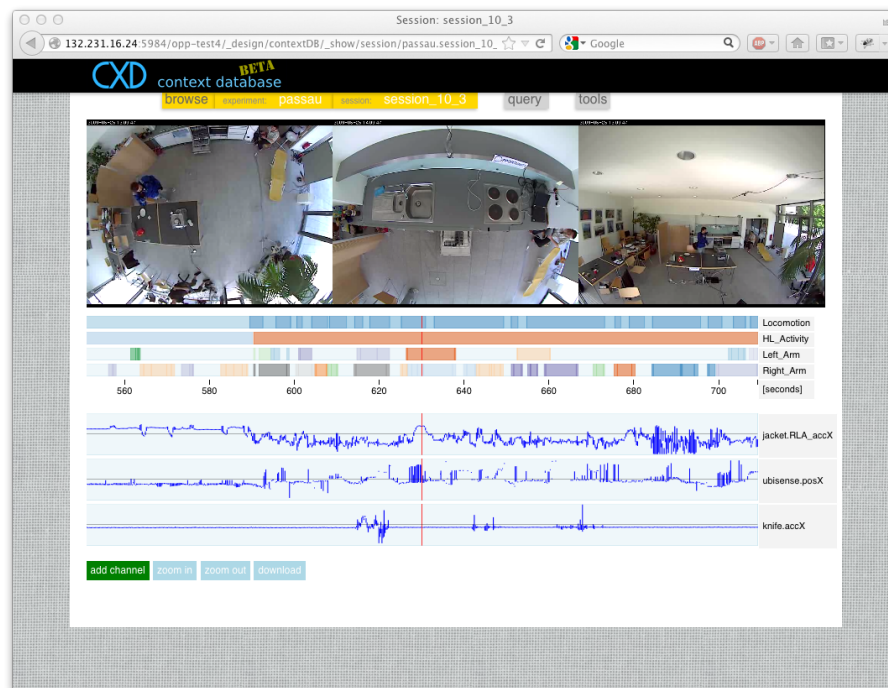 Session: session_10_3
132.231.16.24:5984/opp-test4/_design/contextDB/_show/session/passau.session_10_
Google
CXD context database BETA
browse experiment: passau session: session_10_3 query tools
Locomotion
HL_Activity
Left_Arm
Right_Arm
560 580 600 620 640 660 680 700 [seconds]
jacket.RLA_accX
ubisense.posX
knife.accX
add channel zoom in zoom out download